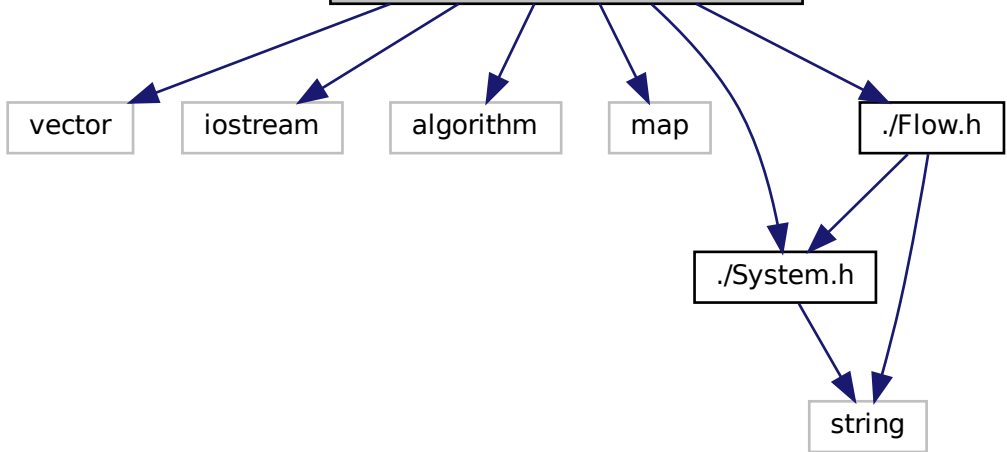 vector
iostream
algorithm
map
./Flow.h
./System.h
string